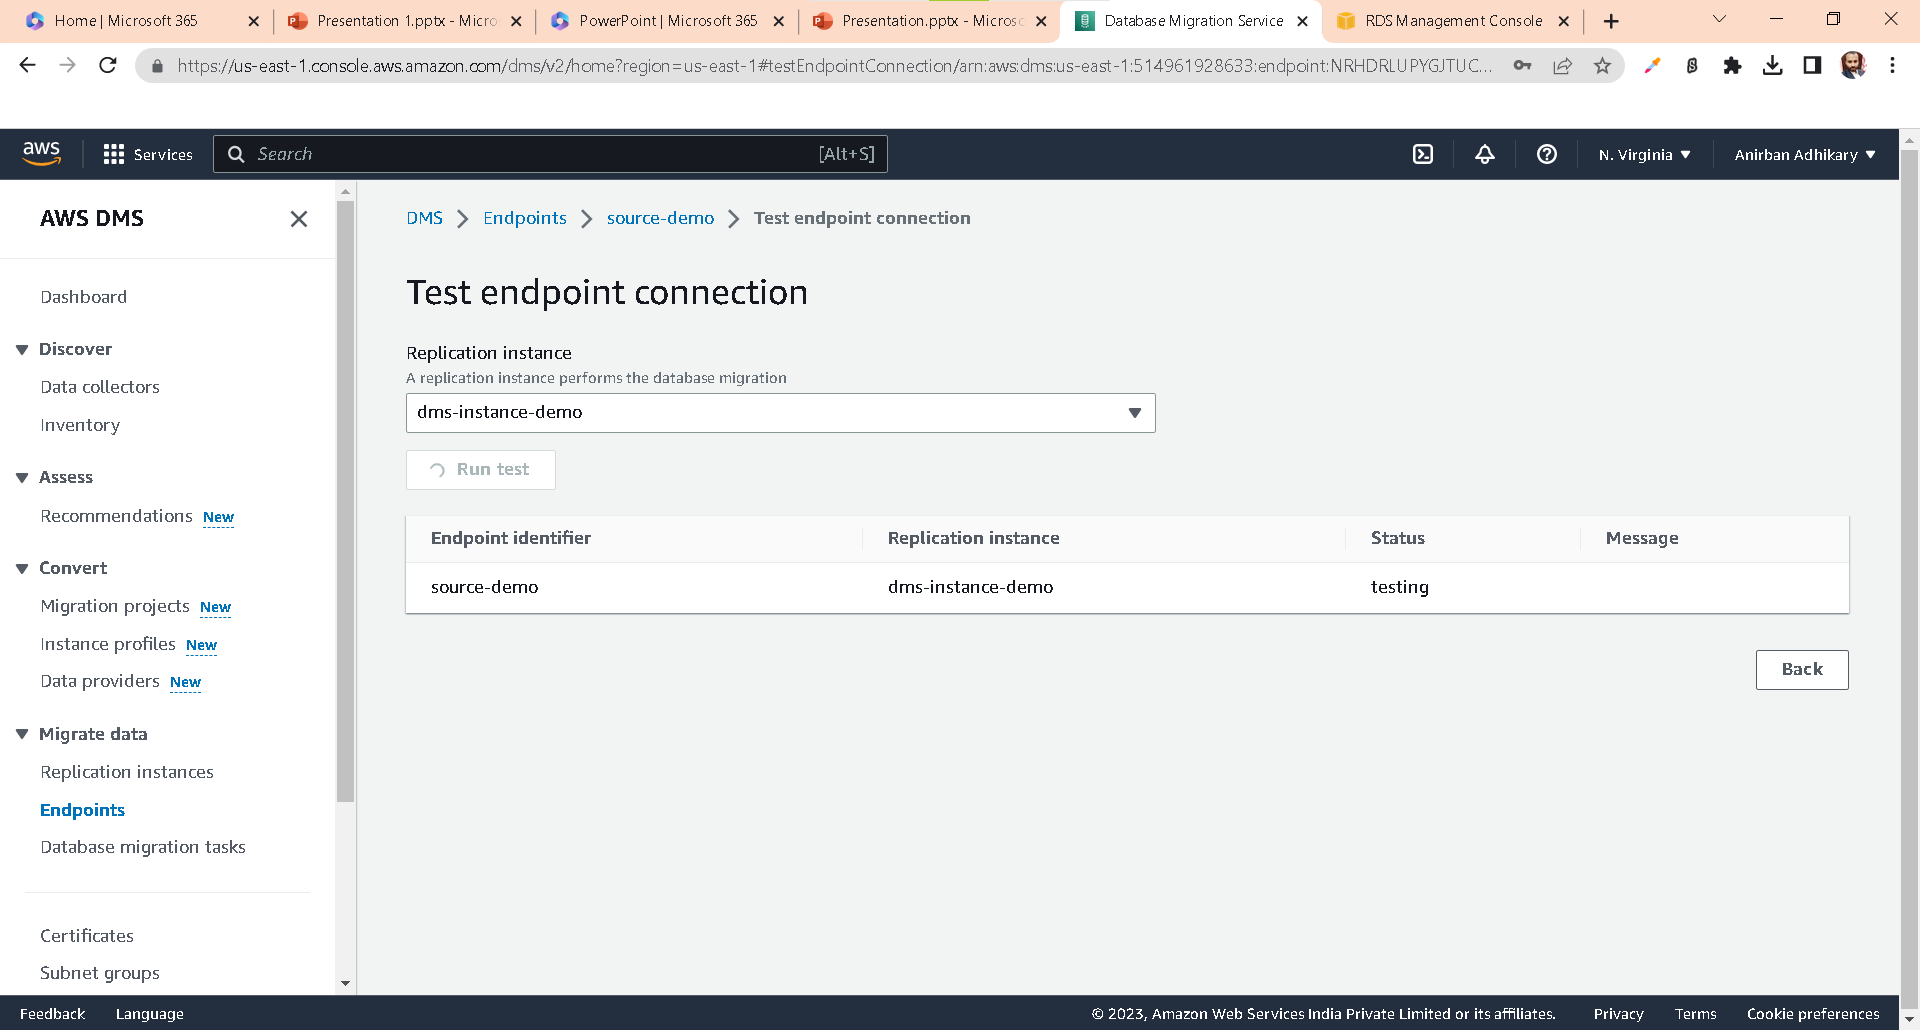 Home | Microsoft 365
Presentation 1.pptx - Micro
PowerPoint | Microsoft 365
Presentation.pptx - Microsc
Database Migration Service
RDS Management Console
https://us-east-1.console.aws.amazon.com/dms/v2/home?region=us-east-1#testEndpointConnection/arn:aws:dms:us-east-1:514961928633:endpoint:NRHDRLUPYGJTUC...
aws
Services
Search
[Alt+S]
N. Virginia
Anirban Adhikary
AWS DMS
Dashboard
Discover
Data collectors
Inventory
Assess
Recommendations New
Convert
Migration projects New
Instance profiles New
Data providers New
Migrate data
Replication instances
Endpoints
Database migration tasks
Certificates
Subnet groups
DMS > Endpoints > source-demo > Test endpoint connection
Test endpoint connection
Replication instance
A replication instance performs the database migration
dms-instance-demo
Run test
Endpoint identifier Replication instance Status Message
source-demo dms-instance-demo testing
Back
Feedback Language © 2023, Amazon Web Services India Private Limited or its affiliates. Privacy Terms Cookie preferences